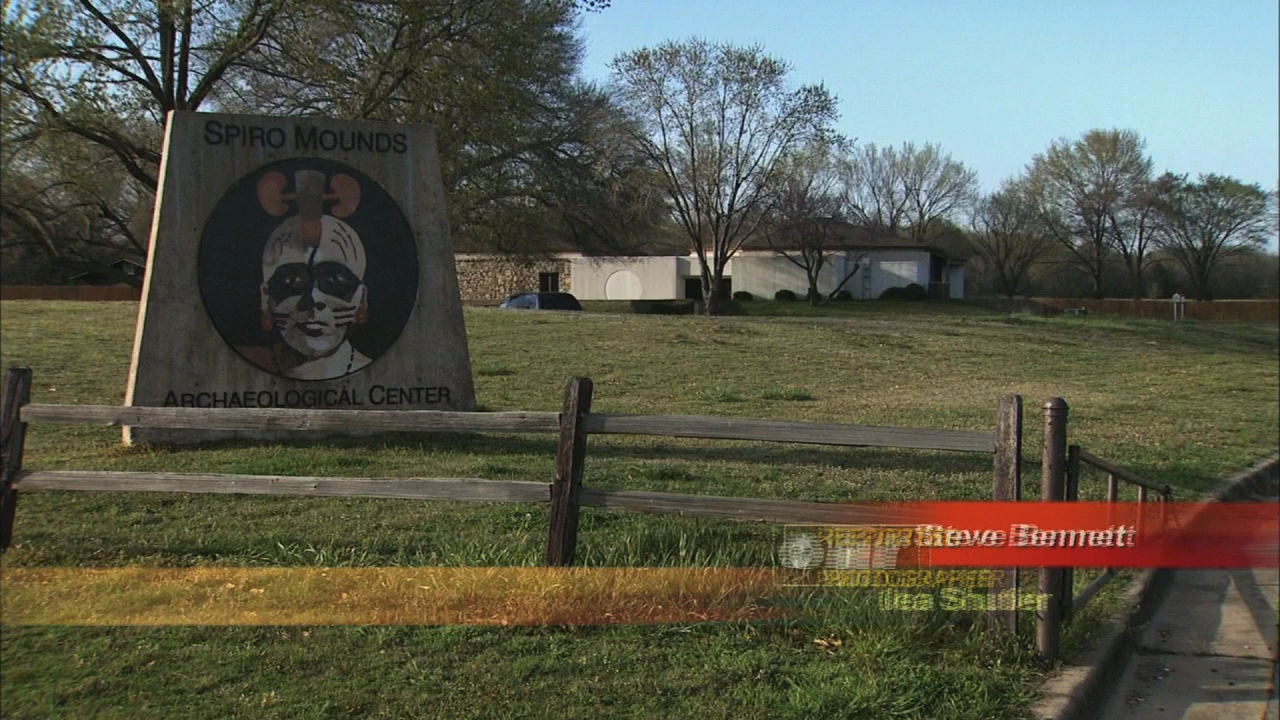 SPIRO MOUNDS
ARCHAEOLOGICAL CENTER
Steve Bennett
PHOTOGRAPHER